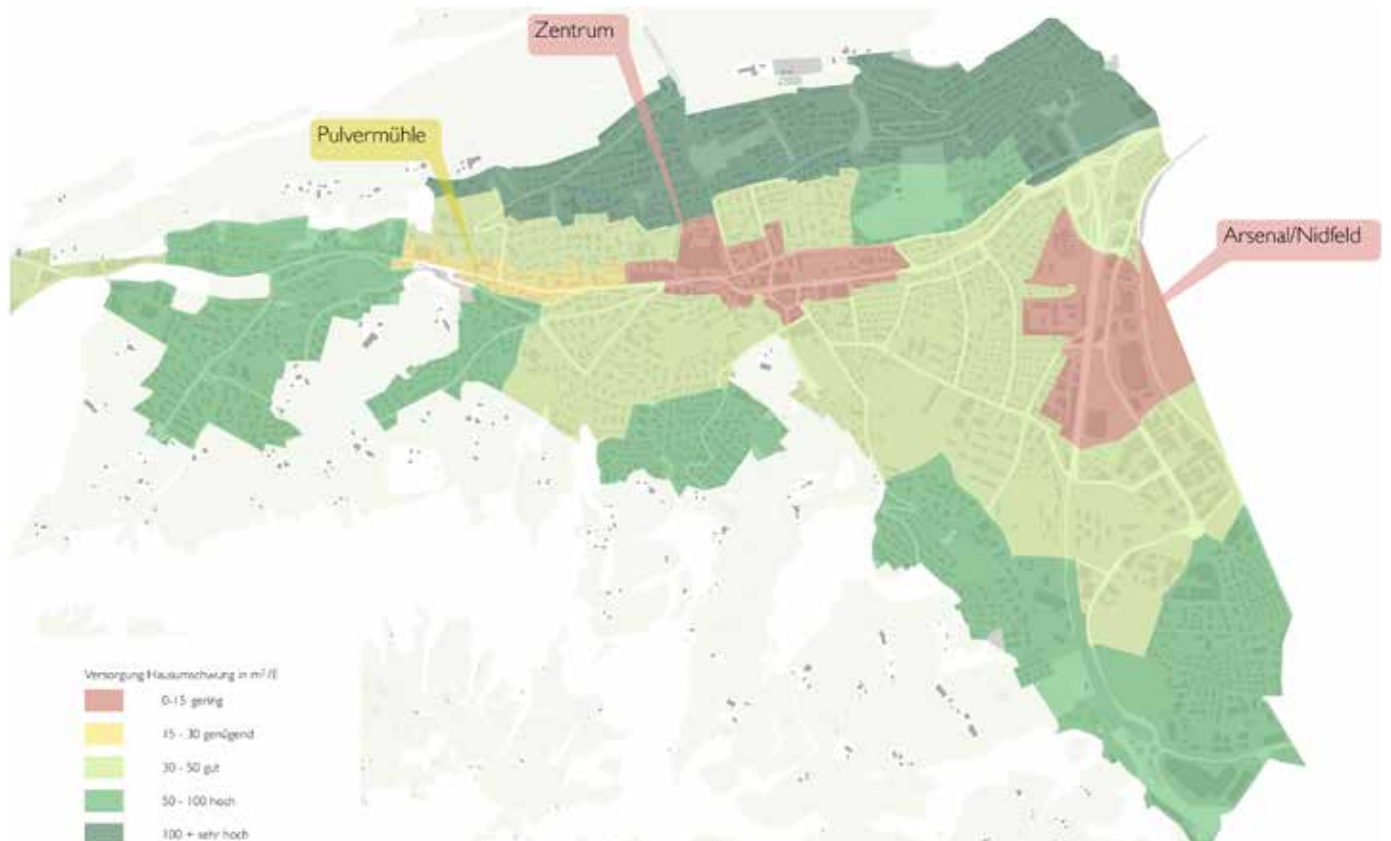 Zentrum
Pulvermühle
Arsenal/Nidfeld
Versorgung Hausumschwung in m²/E
0-15 gering
15 - 30 genügend
30 - 50 gut
50 - 100 hoch
100 + sehr hoch